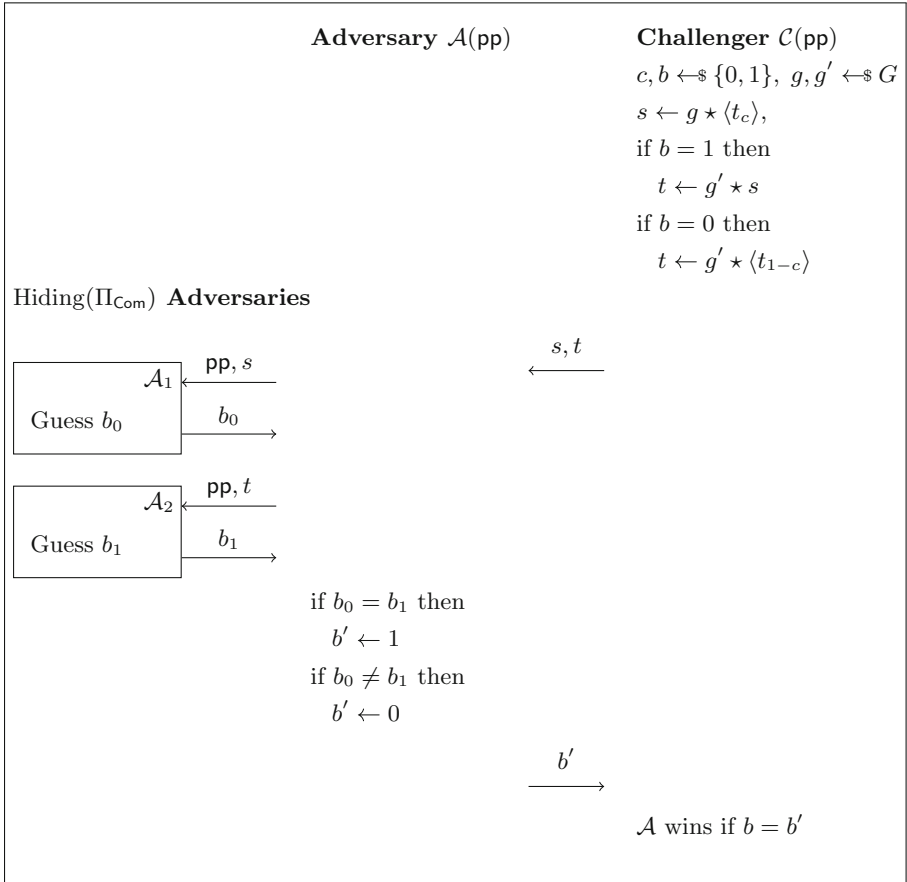 Adversary 𝒜(pp)
Challenger 𝒞(pp)
c, b ←$ {0, 1}, g, g′ ←$ G
s ← g ⋆ ⟨t_c⟩,
if b = 1 then
t ← g′ ⋆ s
if b = 0 then
t ← g′ ⋆ ⟨t_{1−c}⟩
Hiding(Π_Com) Adversaries
s, t
𝒜₁
pp, s
Guess b₀
b₀
𝒜₂
pp, t
Guess b₁
b₁
if b₀ = b₁ then
b′ ← 1
if b₀ ≠ b₁ then
b′ ← 0
b′
𝒜 wins if b = b′